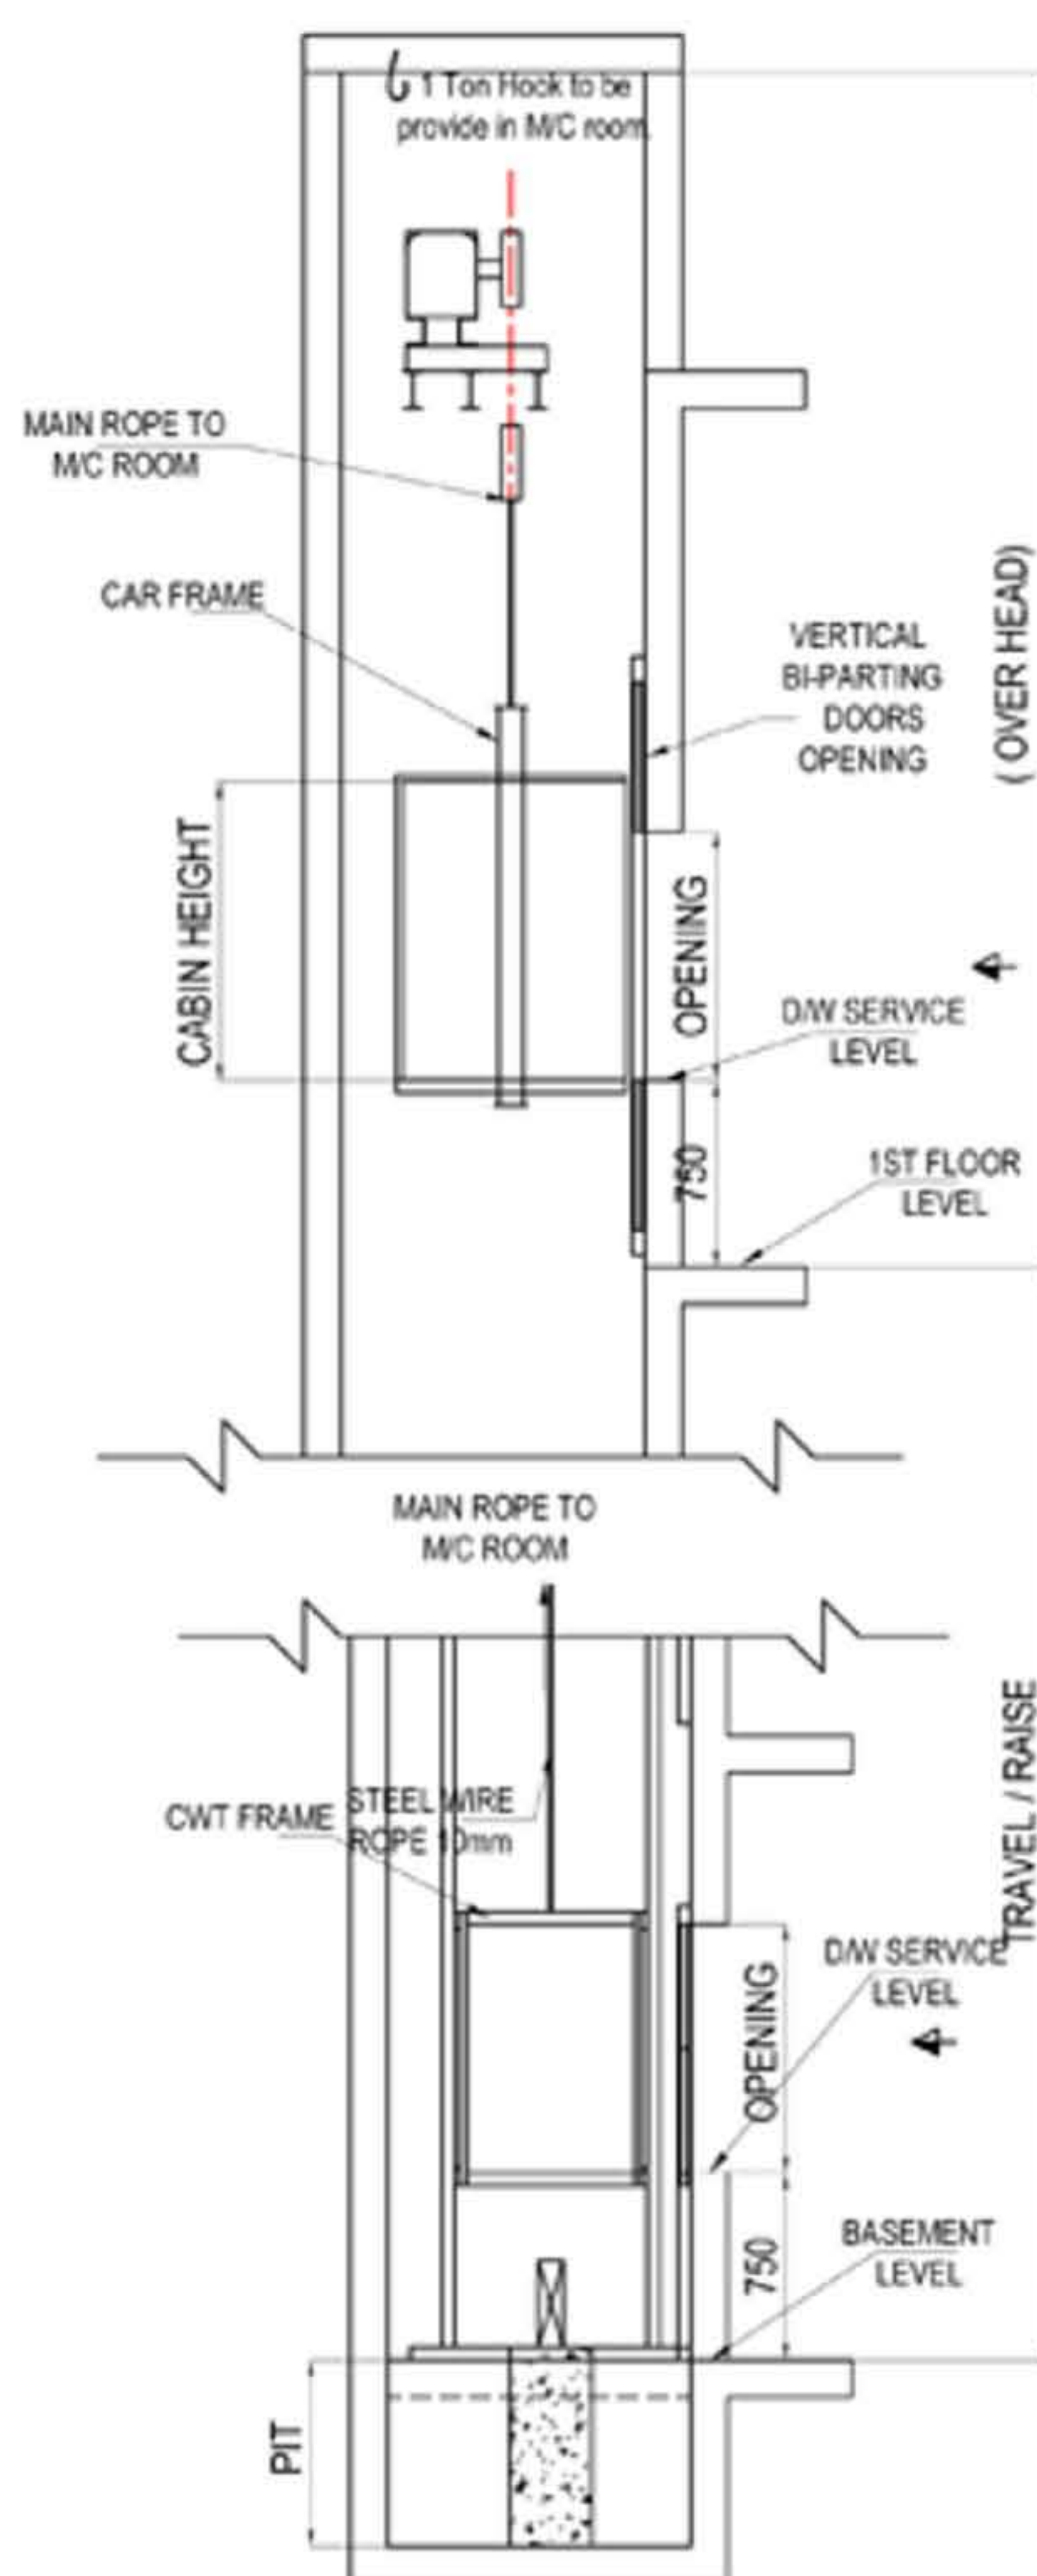 1 Ton Hook to be
provide in M/C room
MAIN ROPE TO
M/C ROOM
CAR FRAME
VERTICAL
BI-PARTING
DOORS
OPENING
( OVER HEAD)
CABIN HEIGHT
OPENING
D/W SERVICE
LEVEL
750
1ST FLOOR
LEVEL
MAIN ROPE TO
M/C ROOM
TRAVEL / RAISE
CWT FRAME
STEEL WIRE
ROPE 10mm
D/W SERVICE
LEVEL
OPENING
750
BASEMENT
LEVEL
PIT